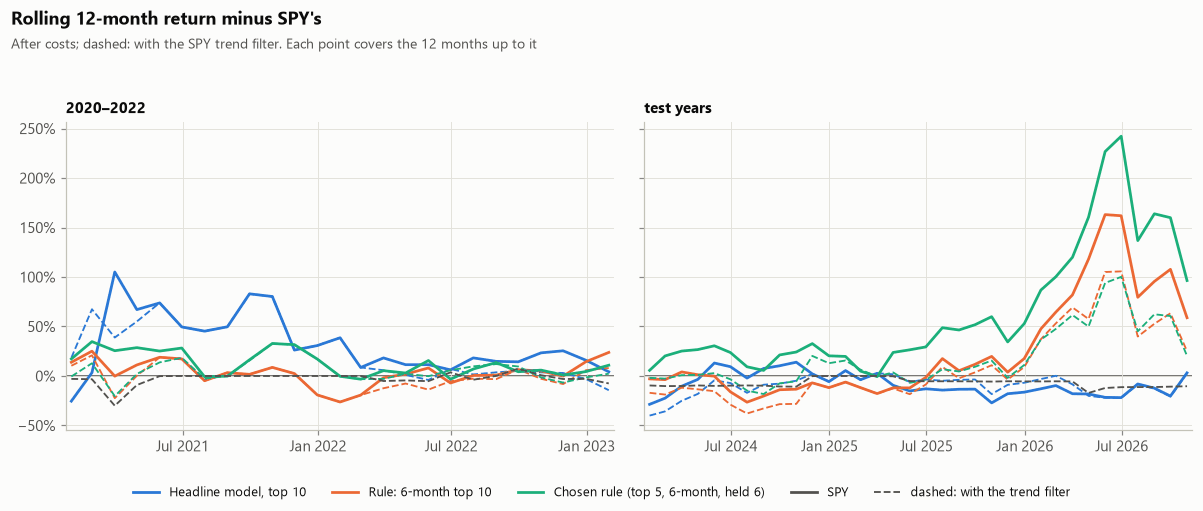 Rolling 12-month return minus SPY's
After costs; dashed: with the SPY trend filter. Each point covers the 12 months up to it
2020–2022
test years
250%
200%
150%
100%
50%
0%
−50%
Jul 2021
Jan 2022
Jul 2022
Jan 2023
Jul 2024
Jan 2025
Jul 2025
Jan 2026
Jul 2026
Headline model, top 10
Rule: 6-month top 10
Chosen rule (top 5, 6-month, held 6)
SPY
dashed: with the trend filter